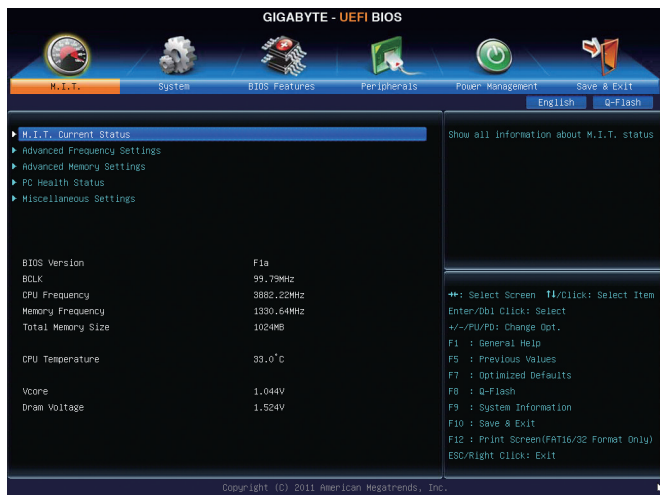 GIGABYTE - UEFI BIOS
M.I.T.
System
BIOS Features
Peripherals
Power Management
Save & Exit
English
Q-Flash
M.I.T. Current Status
Advanced Frequency Settings
Advanced Memory Settings
PC Health Status
Miscellaneous Settings
Show all information about M.I.T. status
BIOS Version F1a
BCLK 99.79MHz
CPU Frequency 3882.22MHz
Memory Frequency 1330.64MHz
Total Memory Size 1024MB
CPU Temperature 33.0°C
Vcore 1.044V
Dram Voltage 1.524V
→←: Select Screen ↑↓/Click: Select Item
Enter/Dbl Click: Select
+/-/PU/PD: Change Opt.
F1 : General Help
F5 : Previous Values
F7 : Optimized Defaults
F8 : Q-Flash
F9 : System Information
F10 : Save & Exit
F12 : Print Screen(FAT16/32 Format Only)
ESC/Right Click: Exit
Copyright (C) 2011 American Megatrends, Inc.